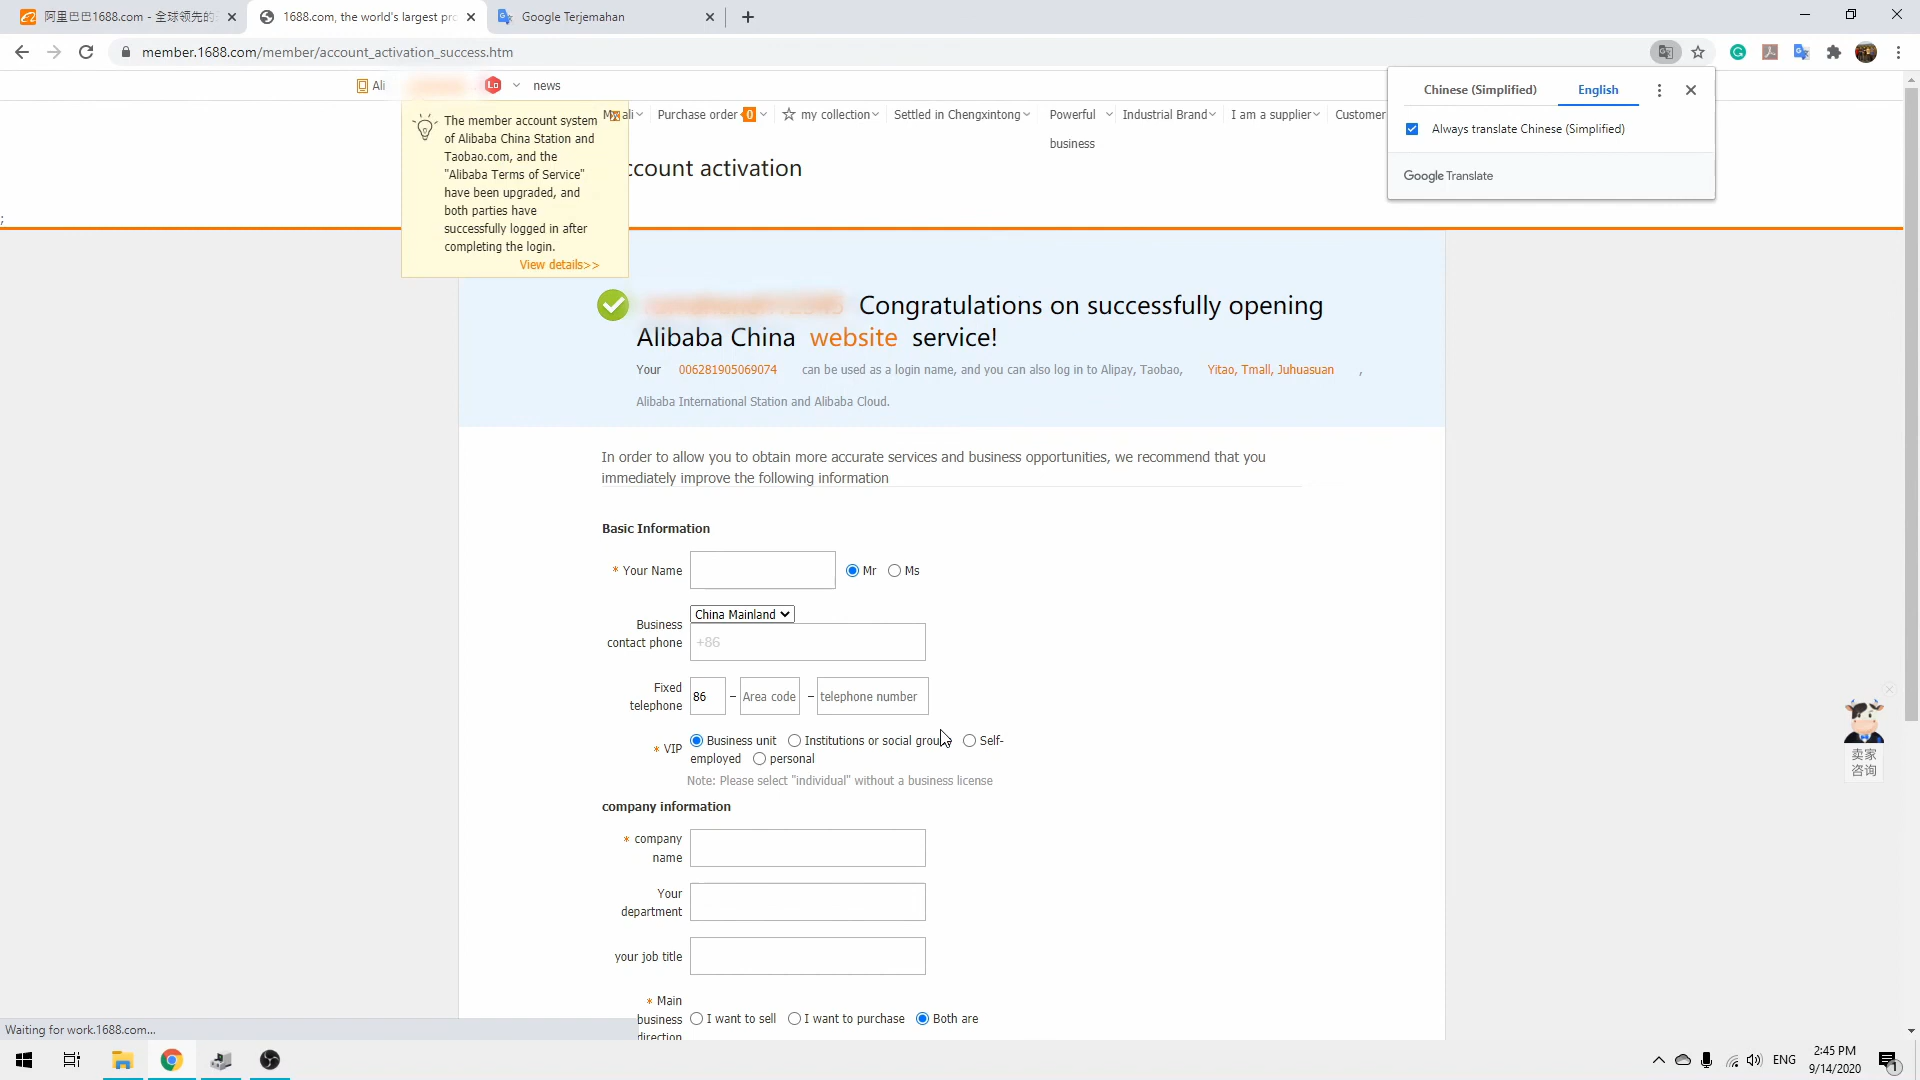 阿里巴巴1688.com - 全球领先的
1688.com, the world's largest pro
Google Terjemahan
member.1688.com/member/account_activation_success.htm
Ali
news
Chinese (Simplified)
English
Always translate Chinese (Simplified)
Google Translate
ali
Purchase order 0
my collection
Settled in Chengxintong
Powerful
business
Industrial Brand
I am a supplier
Customer
The member account system
of Alibaba China Station and
Taobao.com, and the
"Alibaba Terms of Service"
have been upgraded, and
both parties have
successfully logged in after
completing the login.
View details>>
ccount activation
;
Congratulations on successfully opening
Alibaba China website service!
Your 006281905069074 can be used as a login name, and you can also log in to Alipay, Taobao, Yitao, Tmall, Juhuasuan ,
Alibaba International Station and Alibaba Cloud.
In order to allow you to obtain more accurate services and business opportunities, we recommend that you
immediately improve the following information
Basic Information
* Your Name
Mr
Ms
Business
contact phone
China Mainland
+86
Fixed
telephone
86 – Area code – telephone number
* VIP
Business unit
Institutions or social group
Self-
employed
personal
Note: Please select "individual" without a business license
company information
* company
name
Your
department
your job title
* Main
business
direction
I want to sell
I want to purchase
Both are
卖家
咨询
Waiting for work.1688.com...
ENG
2:45 PM
9/14/2020
1